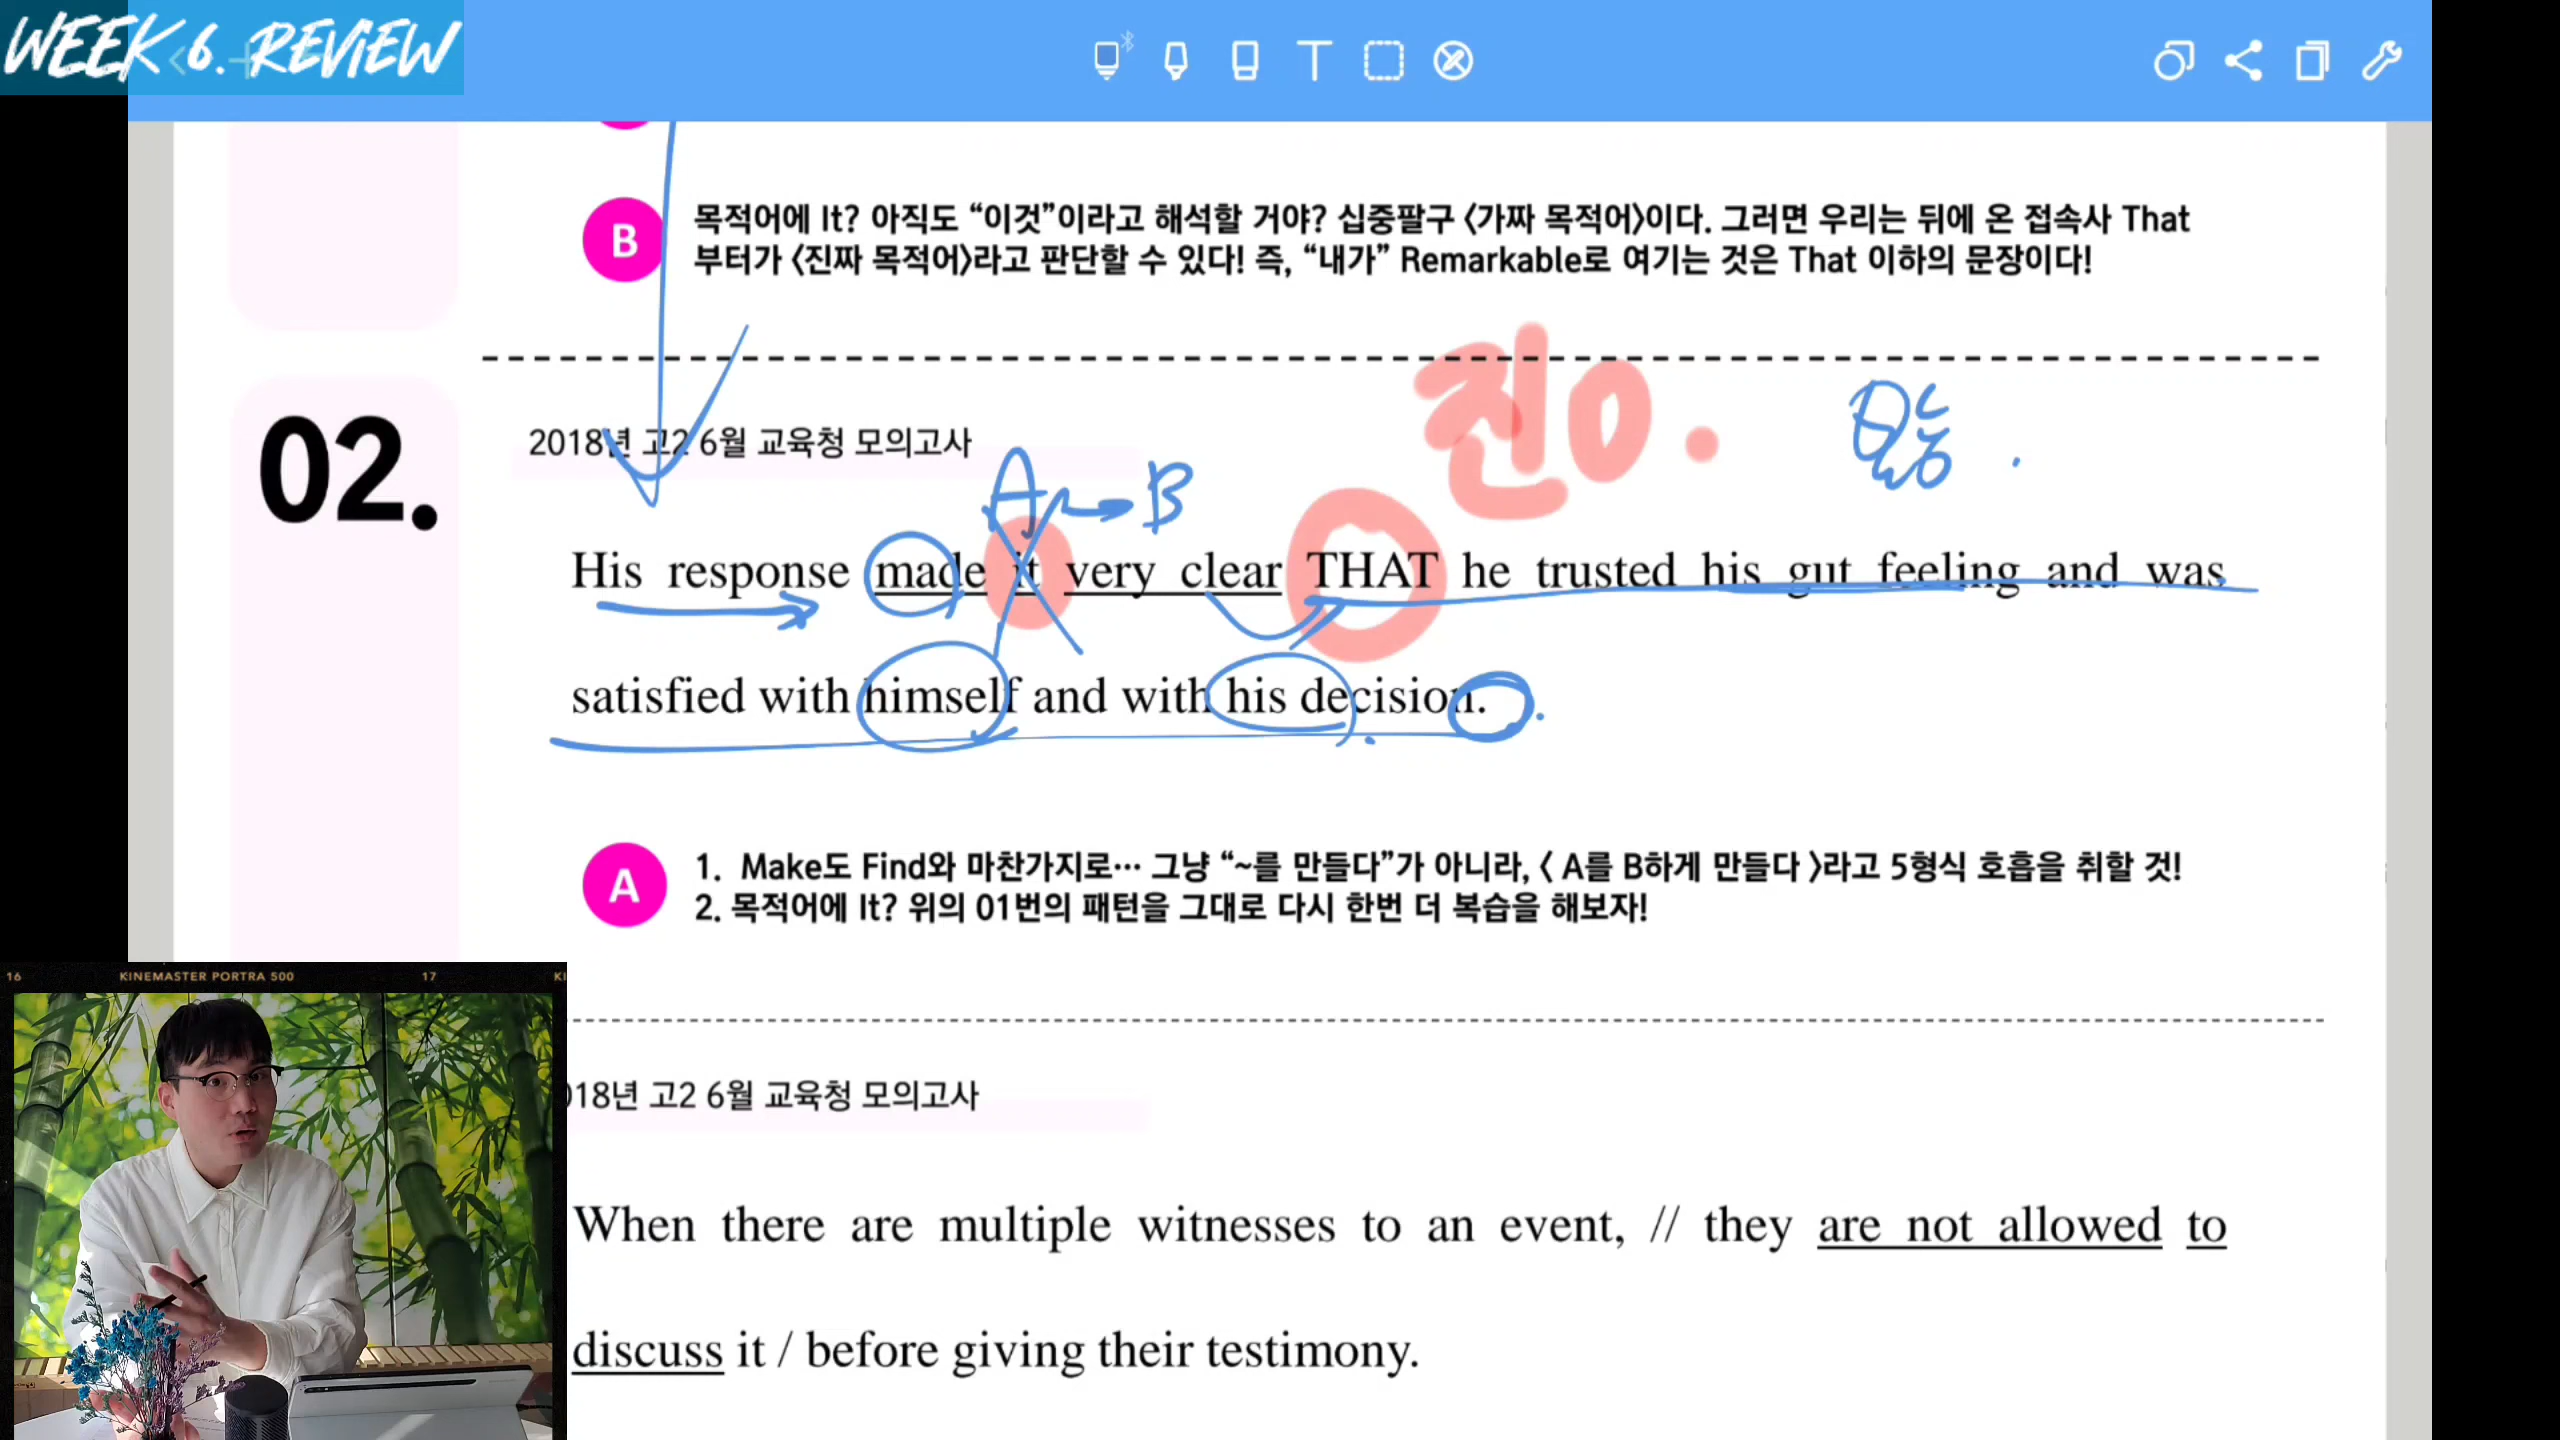 WEEK 6. REVIEW
B
목적어에 It? 아직도 “이것”이라고 해석할 거야? 십중팔구 〈가짜 목적어〉이다. 그러면 우리는 뒤에 온 접속사 That
부터가 〈진짜 목적어〉라고 판단할 수 있다! 즉, “내가” Remarkable로 여기는 것은 That 이하의 문장이다!
진O.
02.
2018년 고2 6월 교육청 모의고사
A → B
His response made it very clear THAT he trusted his gut feeling and was
satisfied with himself and with his decision.
A
1. Make도 Find와 마찬가지로… 그냥 “~를 만들다”가 아니라, 〈 A를 B하게 만들다 〉라고 5형식 호흡을 취할 것!
2. 목적어에 It? 위의 01번의 패턴을 그대로 다시 한번 더 복습을 해보자!
16 KINEMASTER PORTRA 500 17 KI
018년 고2 6월 교육청 모의고사
When there are multiple witnesses to an event, // they are not allowed to
discuss it / before giving their testimony.